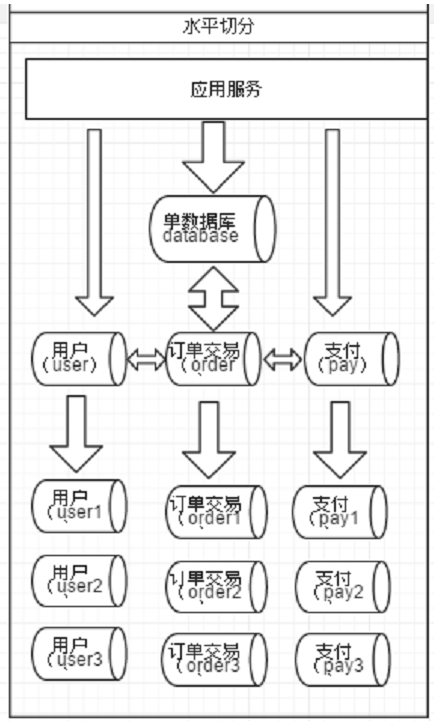 水平切分
应用服务
单数据库
database
用户
（user）
订单交易
（order
支付
（pay）
用户
（user1
订单交易
（order1
支付
（pay1
用户
（user2
订单交易
（order2
支付
（pay2
用户
（user3
订单交易
（order3
支付
（pay3